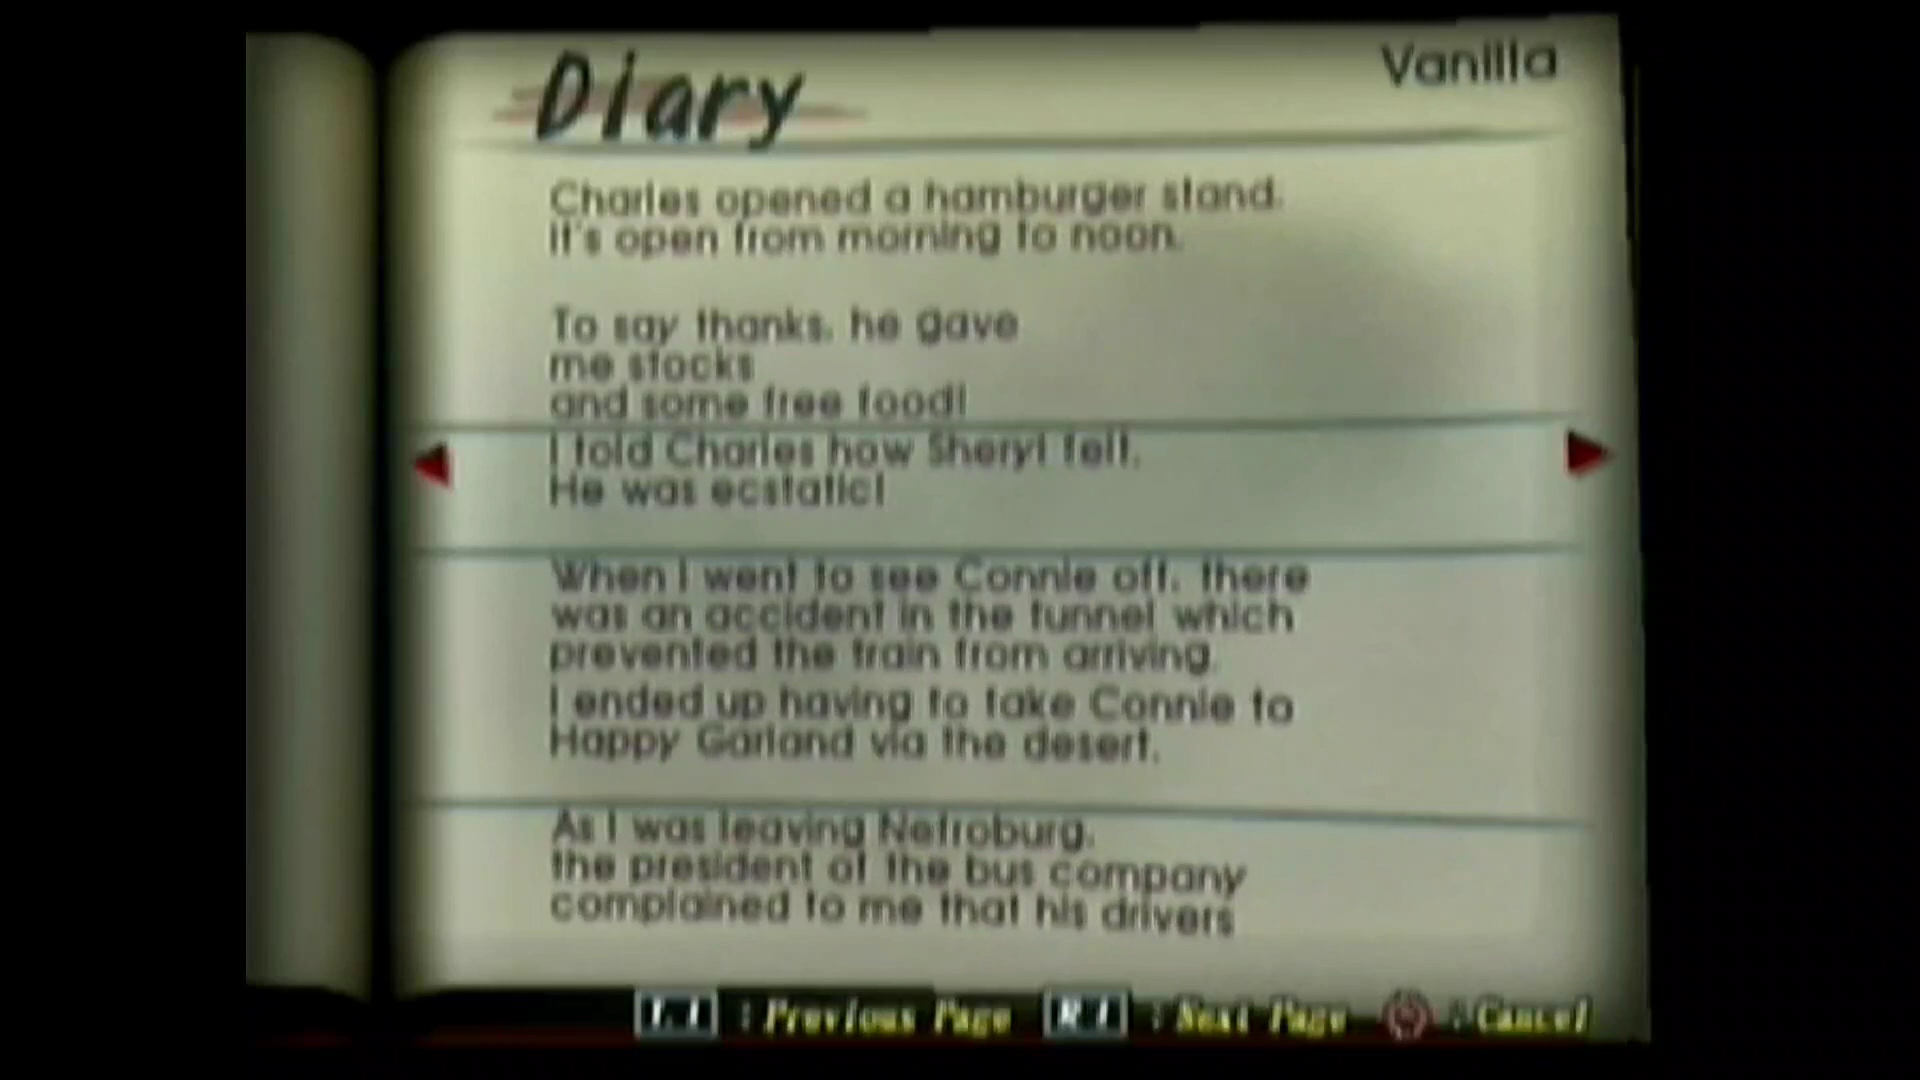 Diary
Vanilla
Charles opened a hamburger stand.
It's open from morning to noon.
To say thanks, he gave
me stocks
and some free food!
I told Charles how Sheryl felt.
He was ecstatic!
When I went to see Connie off, there
was an accident in the tunnel which
prevented the train from arriving.
I ended up having to take Connie to
Happy Garland via the desert.
As I was leaving Nefroburg,
the president of the bus company
complained to me that his drivers
L1 : Previous Page R1 : Next Page : Cancel